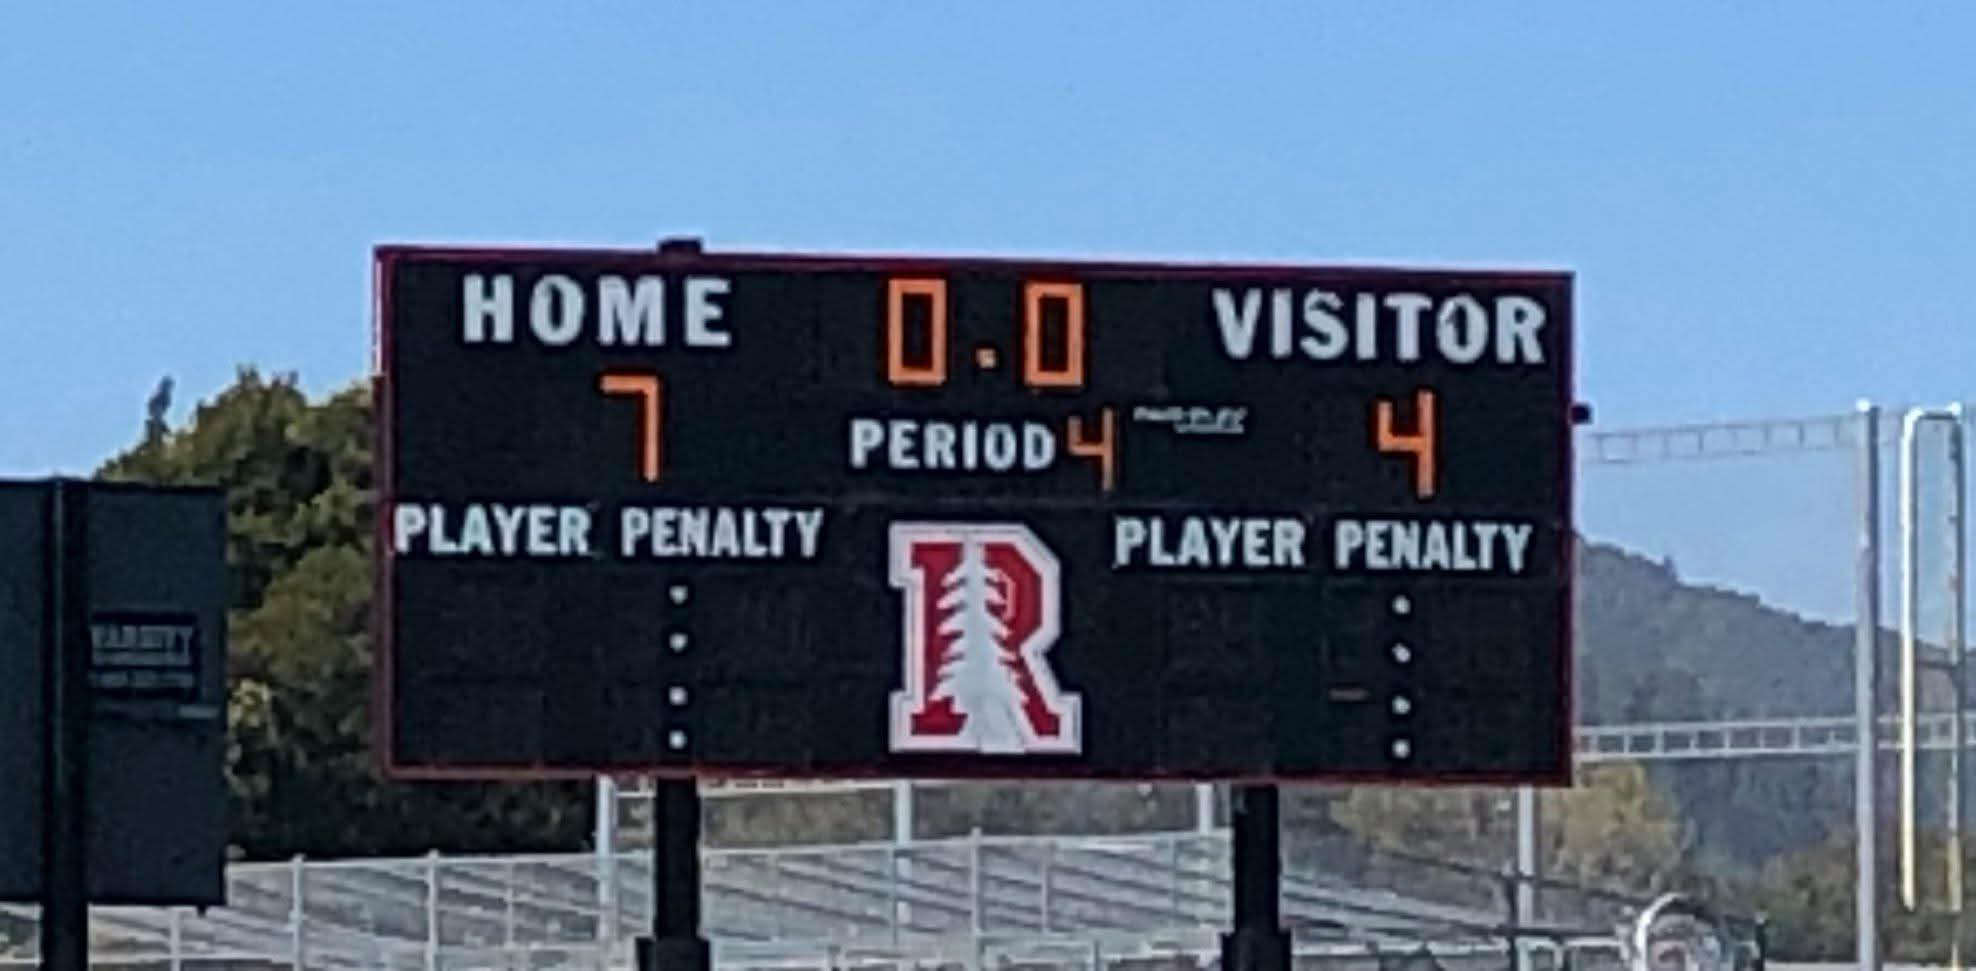 HOME 0.0 VISITOR
7 PERIOD 4 4
PLAYER PENALTY R PLAYER PENALTY
VARSITY